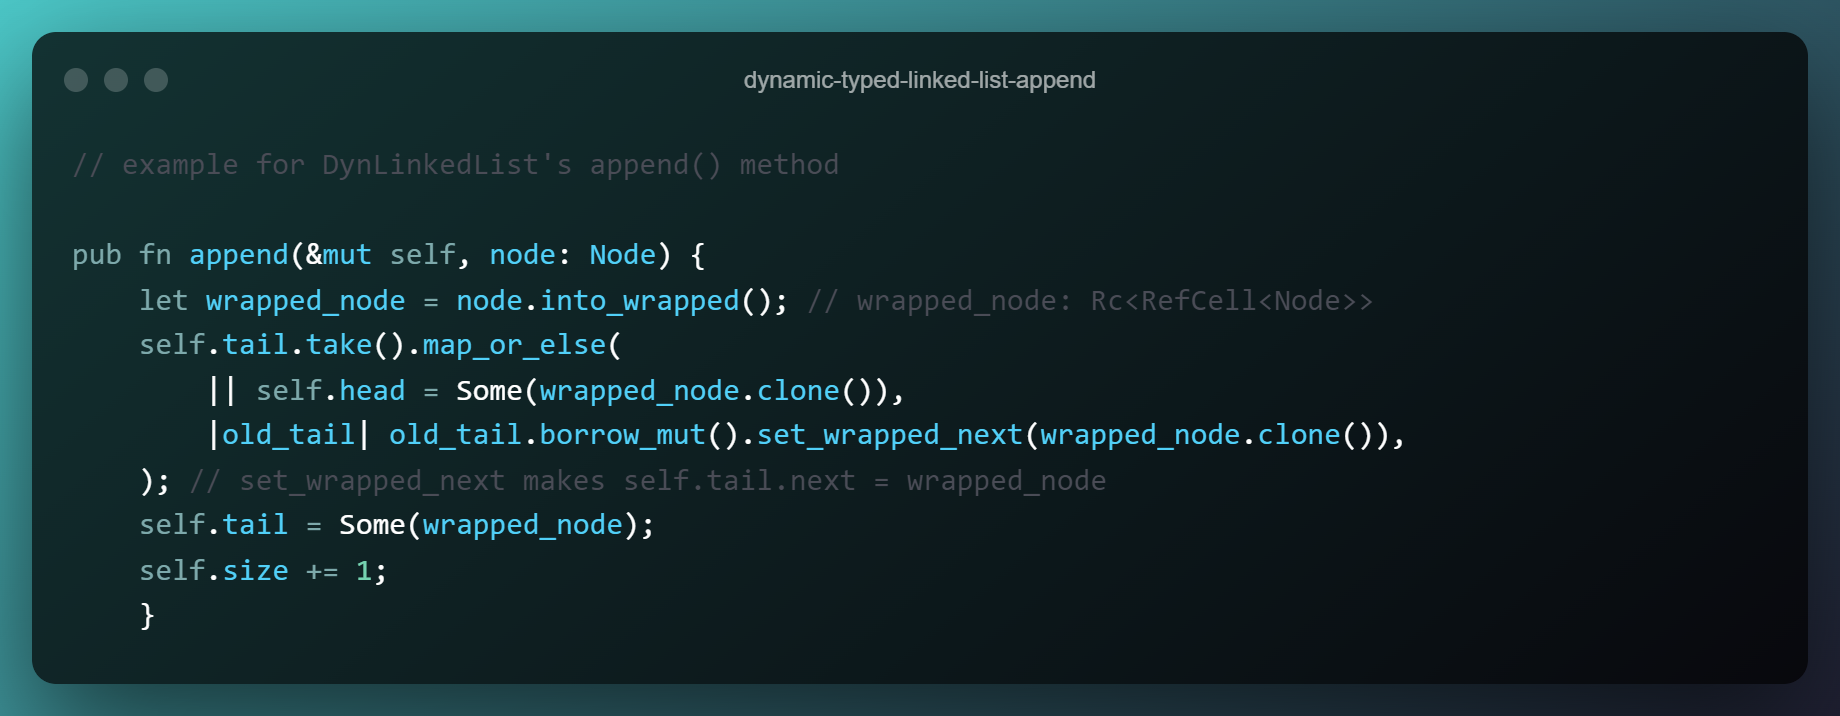 dynamic-typed-linked-list-append
// example for DynLinkedList's append() method
pub fn append(&mut self, node: Node) {
    let wrapped_node = node.into_wrapped(); // wrapped_node: Rc<RefCell<Node>>
    self.tail.take().map_or_else(
        || self.head = Some(wrapped_node.clone()),
        |old_tail| old_tail.borrow_mut().set_wrapped_next(wrapped_node.clone()),
    ); // set_wrapped_next makes self.tail.next = wrapped_node
    self.tail = Some(wrapped_node);
    self.size += 1;
    }